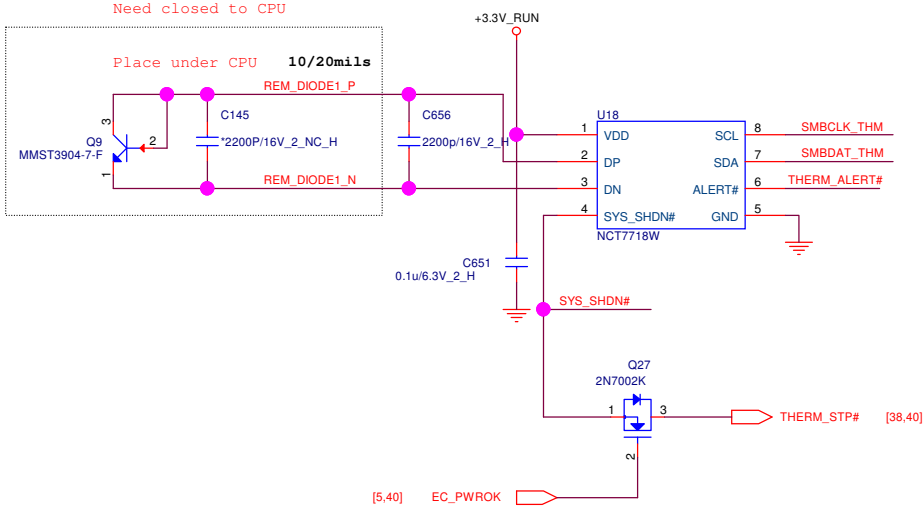 Need closed to CPU
+3.3V_RUN
Place under CPU 10/20mils
REM_DIODE1_P
C145
C656
U18
3
Q9
2
MMST3904-7-F
*2200P/16V_2_NC_H
2200p/16V_2_H
1 VDD SCL 8 SMBCLK_THM
2 DP SDA 7 SMBDAT_THM
1
REM_DIODE1_N
3 DN ALERT# 6 THERM_ALERT#
4 SYS_SHDN# GND 5
NCT7718W
C651
0.1u/6.3V_2_H
SYS_SHDN#
Q27
2N7002K
1 3
THERM_STP# [38,40]
2
[5,40] EC_PWROK